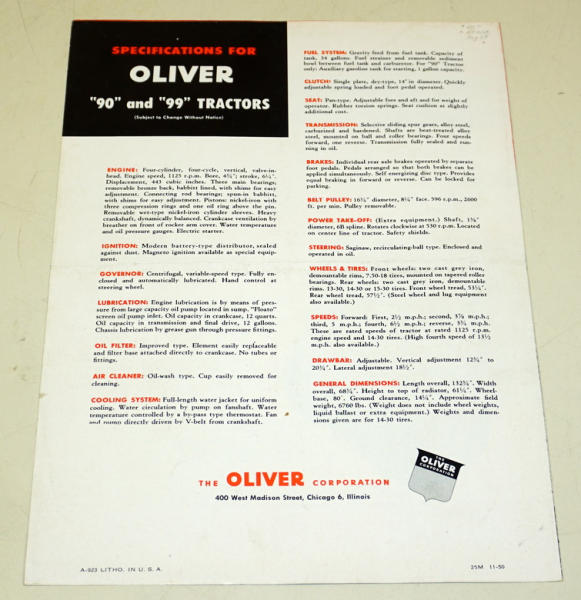 SPECIFICATIONS FOR
OLIVER
"90" and "99" TRACTORS
(Subject to Change Without Notice)
ENGINE: Four-cylinder, four-cycle, vertical, valve-in-
head. Engine speed, 1125 r.p.m. Bore, 4¾"; stroke, 6¼".
Displacement, 443 cubic inches. Three main bearings;
removable bronze back, babbitt lined, with shims for easy
adjustment. Connecting rod bearings; spun-in babbitt,
with shims for easy adjustment. Pistons: nickel-iron with
three compression rings and one oil ring above the pin.
Removable wet-type nickel-iron cylinder sleeves. Heavy
crankshaft, dynamically balanced. Crankcase ventilation by
breather on front of rocker arm cover. Water temperature
and oil pressure gauges. Electric starter.
IGNITION: Modern battery-type distributor, sealed
against dust. Magneto ignition available as special equip-
ment.
GOVERNOR: Centrifugal, variable-speed type. Fully en-
closed and automatically lubricated. Hand control at
steering wheel.
LUBRICATION: Engine lubrication is by means of pres-
sure from large capacity oil pump located in sump. "Floato"
screen oil pump inlet. Oil capacity in crankcase, 12 quarts.
Oil capacity in transmission and final drive, 12 gallons.
Chassis lubrication by grease gun through pressure fittings.
OIL FILTER: Improved type. Element easily replaceable
and filter base attached directly to crankcase. No tubes or
fittings.
AIR CLEANER: Oil-wash type. Cup easily removed for
cleaning.
COOLING SYSTEM: Full-length water jacket for uniform
cooling. Water circulation by pump on fanshaft. Water
temperature controlled by a by-pass type thermostat. Fan
and pump directly driven by V-belt from crankshaft.
FUEL SYSTEM: Gravity feed from fuel tank. Capacity of
tank, 34 gallons. Fuel strainer and removable sediment
bowl between fuel tank and carburetor. For "90" Tractor
only: Auxiliary gasoline tank for starting, 1 gallon capacity.
CLUTCH: Single plate, dry-type, 14" in diameter. Quickly
adjustable spring loaded and foot pedal operated.
SEAT: Pan-type. Adjustable fore and aft and for weight of
operator. Rubber torsion springs. Seat cushion at slightly
additional cost.
TRANSMISSION: Selective sliding spur gears, alloy steel,
carburized and hardened. Shafts are heat-treated alloy
steel, mounted on ball and roller bearings. Four speeds
forward, one reverse. Transmission fully sealed and run-
ning in oil.
BRAKES: Individual rear axle brakes operated by separate
foot pedals. Pedals arranged so that both brakes can be
applied simultaneously. Self energizing disc type. Provides
equal braking in forward or reverse. Can be locked for
parking.
BELT PULLEY: 16¾" diameter, 8¾" face. 596 r.p.m., 2600
ft. per min. Pulley removable.
POWER TAKE-OFF: (Extra equipment.) Shaft, 1⅜"
diameter, 6B spline. Rotates clockwise at 530 r.p.m. Located
on center line of tractor. Safety shields.
STEERING: Saginaw, recirculating-ball type. Enclosed and
operated in oil.
WHEELS & TIRES: Front wheels: two cast grey iron,
demountable rims, 7.50-18 tires, mounted on tapered roller
bearings. Rear wheels: two cast grey iron, demountable
rims. 13-30, 14-30 or 15-30 tires. Front wheel tread, 53¼".
Rear wheel tread, 57½". (Steel wheel and lug equipment
also available.)
SPEEDS: Forward: First, 2½ m.p.h.; second, 3¾ m.p.h.;
third, 5 m.p.h.; fourth, 6½ m.p.h.; reverse, 3¾ m.p.h.
These are rated speeds of tractor at rated 1125 r.p.m.
engine speed and 14-30 tires. (High fourth speed of 13½
m.p.h. also available.)
DRAWBAR: Adjustable. Vertical adjustment 12¾" to
20¾". Lateral adjustment 18½".
GENERAL DIMENSIONS: Length overall, 132¾". Width
overall, 68¾". Height to top of radiator, 61¼". Wheel-
base, 80". Ground clearance, 14¼". Approximate field
weight, 6760 lbs. (Weight does not include wheel weights,
liquid ballast or extra equipment.) Weights and dimen-
sions given are for 14-30 tires.
THE OLIVER CORPORATION
400 West Madison Street, Chicago 6, Illinois
THE
OLIVER
CORPORATION
A-923 LITHO. IN U. S. A.
25M 11-50